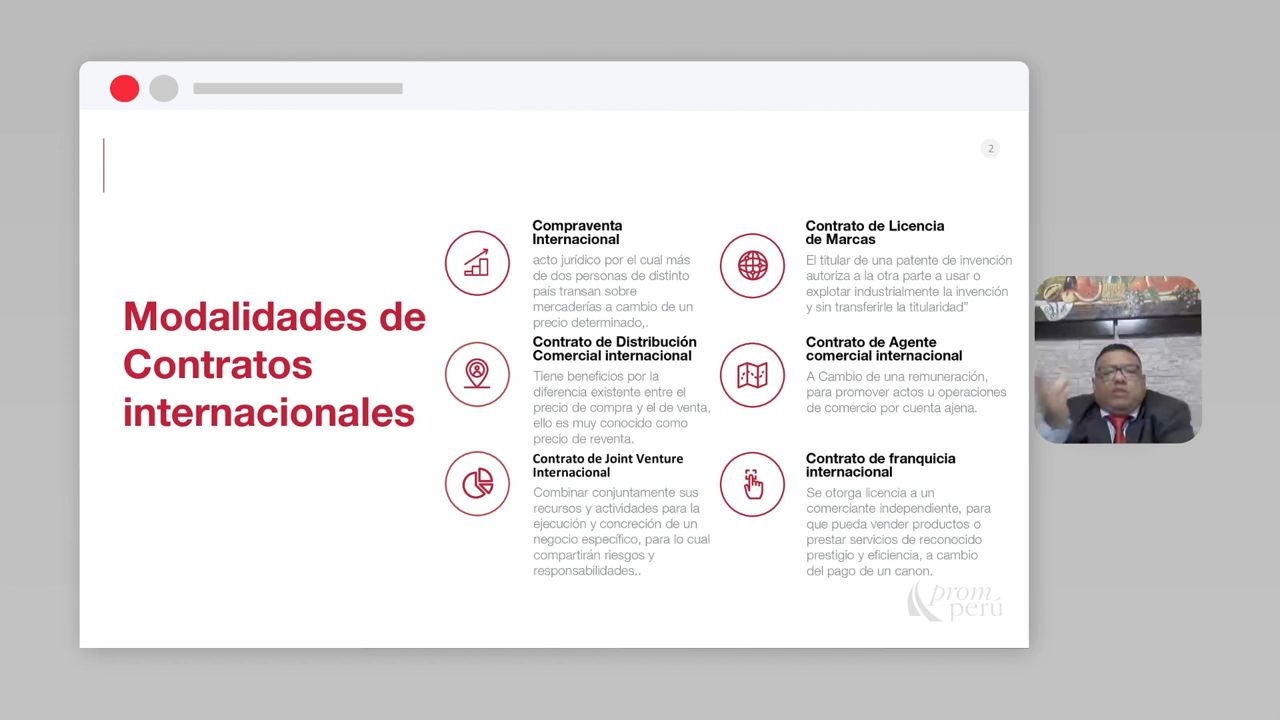 2
Modalidades de
Contratos
internacionales
Compraventa
Internacional
acto jurídico por el cual más
de dos personas de distinto
país transan sobre
mercaderías a cambio de un
precio determinado,.
Contrato de Distribución
Comercial internacional
Tiene beneficios por la
diferencia existente entre el
precio de compra y el de venta,
ello es muy conocido como
precio de reventa.
Contrato de Joint Venture
Internacional
Combinar conjuntamente sus
recursos y actividades para la
ejecución y concreción de un
negocio específico, para lo cual
compartirán riesgos y
responsabilidades..
Contrato de Licencia
de Marcas
El titular de una patente de invención
autoriza a la otra parte a usar o
explotar industrialmente la invención
y sin transferirle la titularidad”
Contrato de Agente
comercial internacional
A Cambio de una remuneración,
para promover actos u operaciones
de comercio por cuenta ajena.
Contrato de franquicia
internacional
Se otorga licencia a un
comerciante independiente, para
que pueda vender productos o
prestar servicios de reconocido
prestigio y eficiencia, a cambio
del pago de un canon.
prom
perú